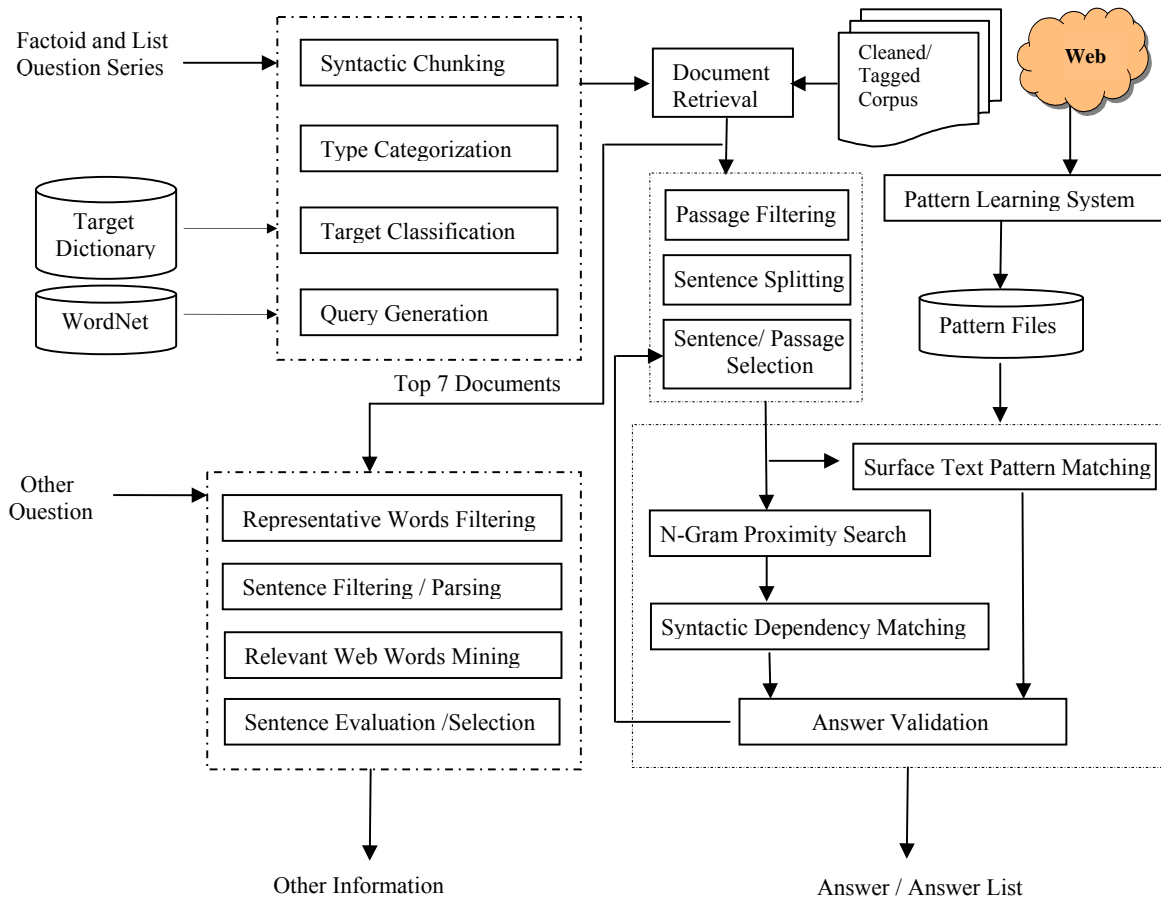 Factoid and List
Question Series
Syntactic Chunking
Type Categorization
Target Classification
Query Generation
Target
Dictionary
WordNet
Document
Retrieval
Cleaned/
Tagged
Corpus
Web
Passage Filtering
Sentence Splitting
Sentence/ Passage
Selection
Pattern Learning System
Pattern Files
Top 7 Documents
Other
Question
Representative Words Filtering
Sentence Filtering / Parsing
Relevant Web Words Mining
Sentence Evaluation /Selection
Surface Text Pattern Matching
N-Gram Proximity Search
Syntactic Dependency Matching
Answer Validation
Other Information
Answer / Answer List